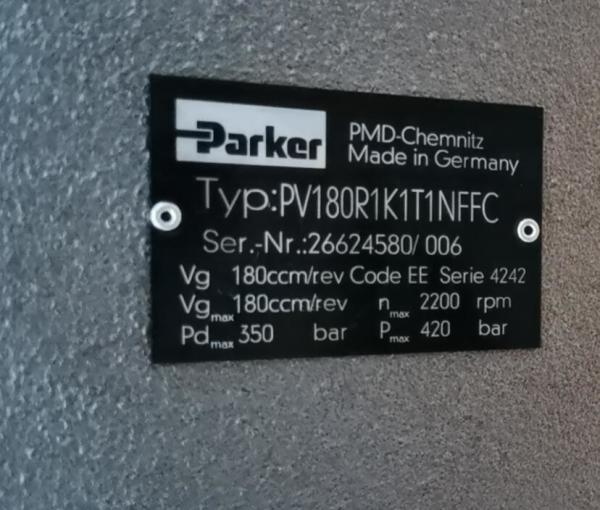 Parker
PMD-Chemnitz
Made in Germany
Typ:PV180R1K1T1NFFC
Ser.-Nr.:26624580/ 006
Vg 180ccm/rev Code EE Serie 4242
Vgmax 180ccm/rev nmax 2200 rpm
Pdmax 350 bar Pmax 420 bar